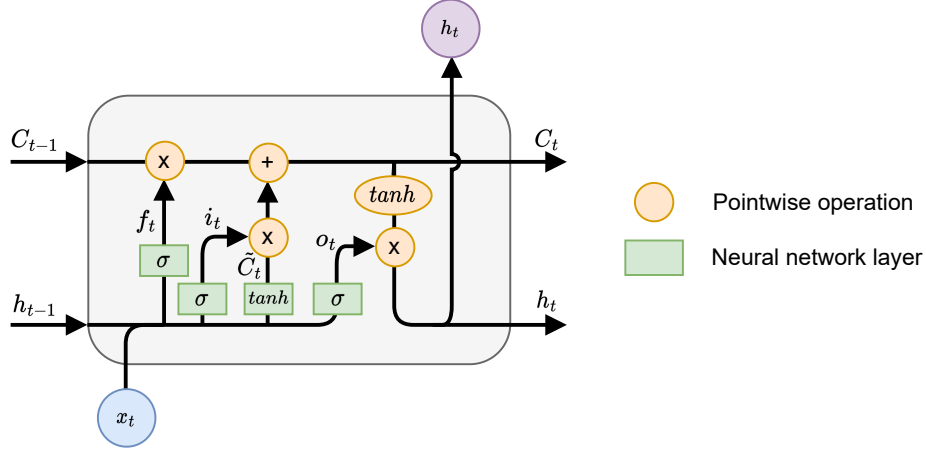 h_t
C_{t-1}
C_t
x
+
tanh
f_t
i_t
x
o_t
x
C̃_t
σ
σ
tanh
σ
h_{t-1}
h_t
x_t
Pointwise operation
Neural network layer